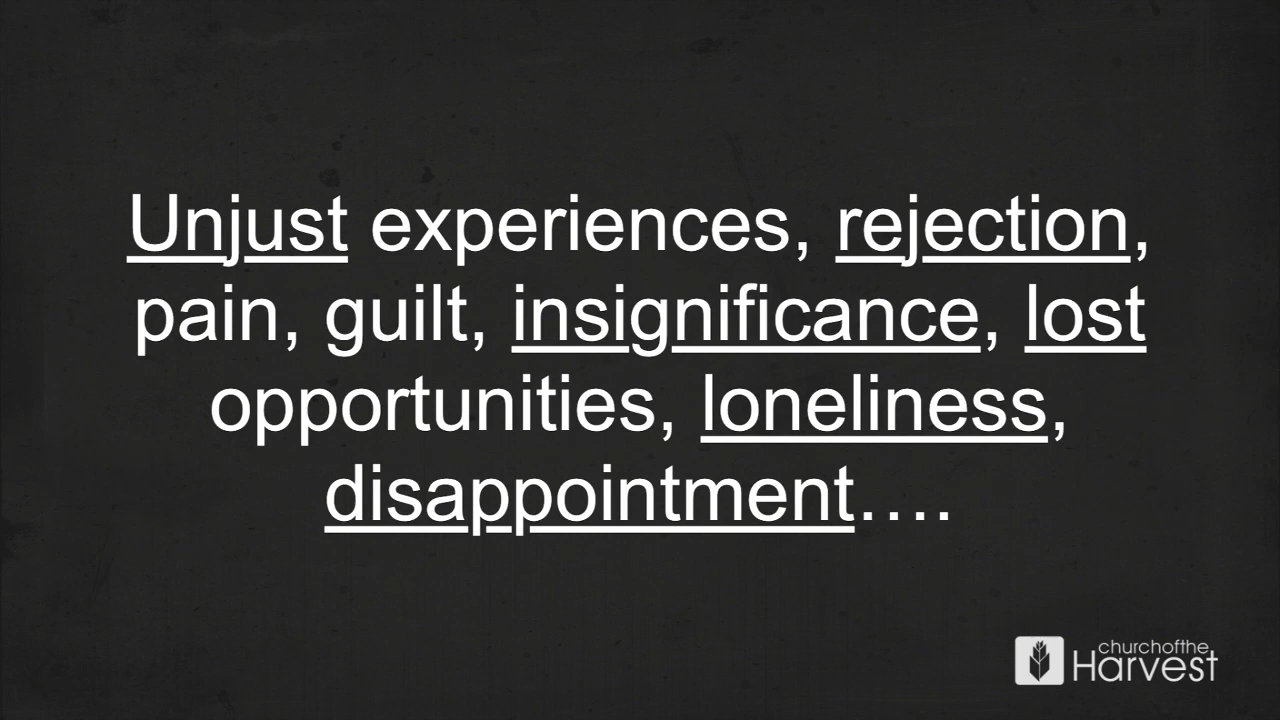 Unjust experiences, rejection,
pain, guilt, insignificance, lost
opportunities, loneliness,
disappointment….
churchofthe
Harvest